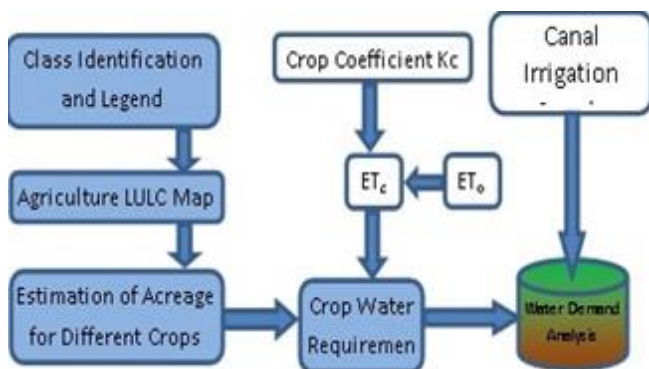 Class Identification
and Legend
Agriculture LULC Map
Estimation of Acreage
for Different Crops
Crop Coefficient Kc
ETc
ETo
Crop Water
Requiremen
Canal
Irrigation
Water Demand
Analysis